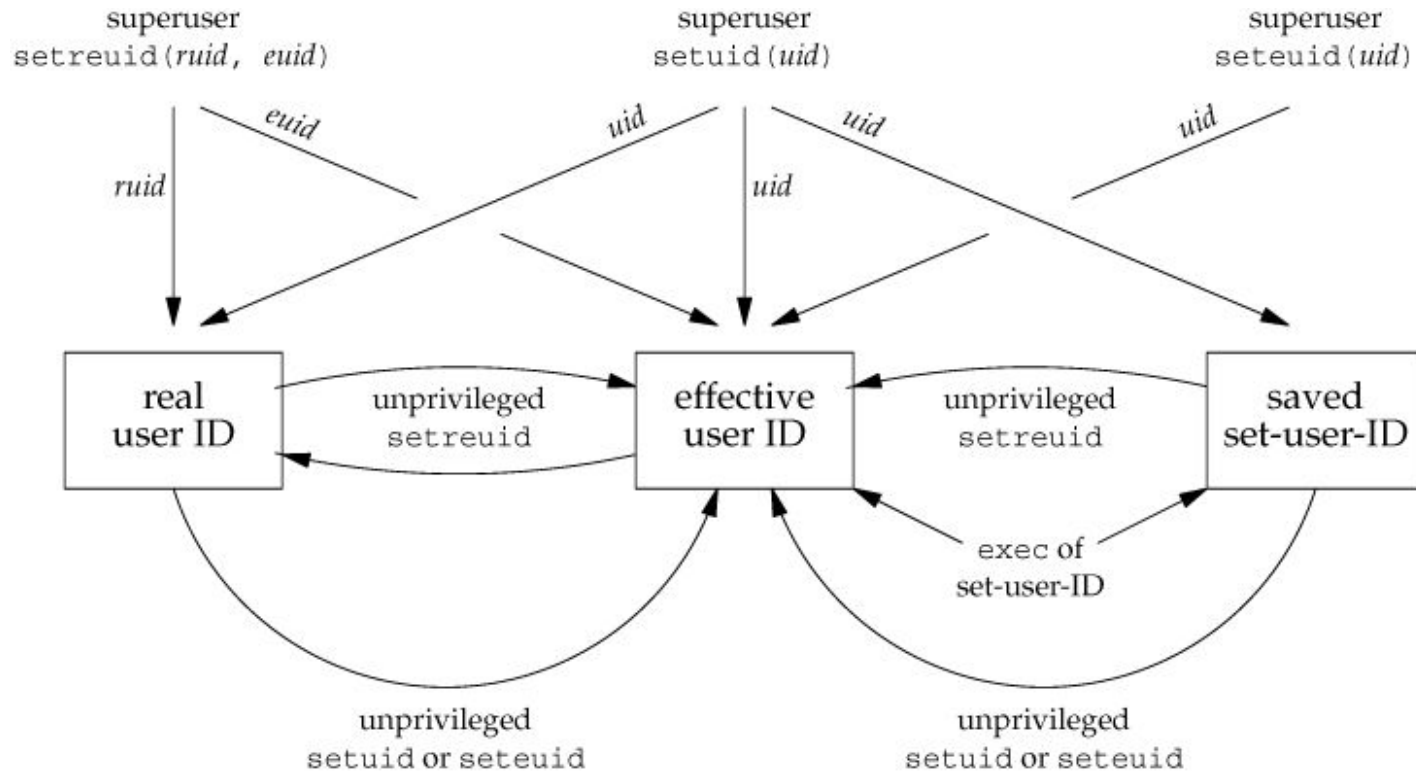 superuser
setreuid(ruid, euid)
superuser
setuid(uid)
superuser
seteuid(uid)
euid
uid
uid
uid
ruid
uid
real
user ID
unprivileged
setreuid
effective
user ID
unprivileged
setreuid
saved
set-user-ID
exec of
set-user-ID
unprivileged
setuid or seteuid
unprivileged
setuid or seteuid